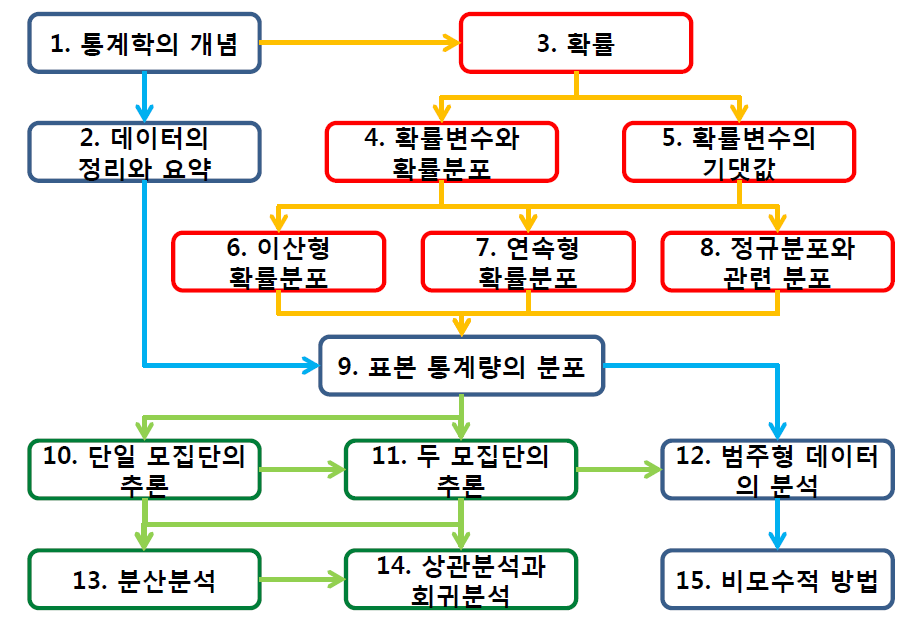 1. 통계학의 개념
3. 확률
2. 데이터의
정리와 요약
4. 확률변수와
확률분포
5. 확률변수의
기댓값
6. 이산형
확률분포
7. 연속형
확률분포
8. 정규분포와
관련 분포
9. 표본 통계량의 분포
10. 단일 모집단의
추론
11. 두 모집단의
추론
12. 범주형 데이터
의 분석
13. 분산분석
14. 상관분석과
회귀분석
15. 비모수적 방법